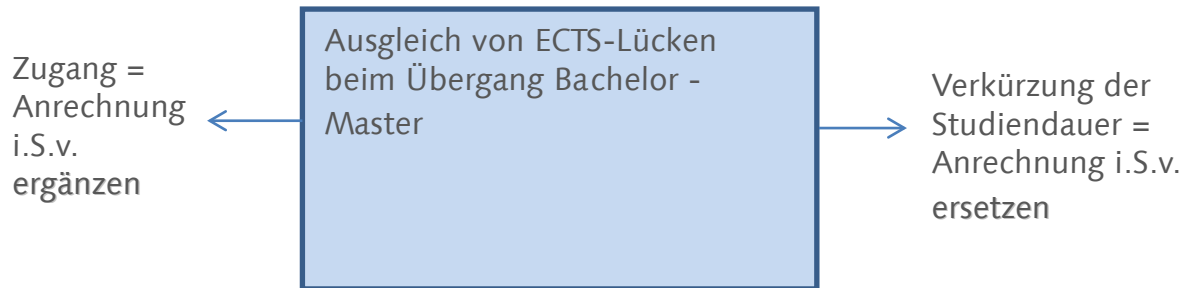 Zugang =
Anrechnung
i.S.v.
ergänzen
Ausgleich von ECTS-Lücken
beim Übergang Bachelor -
Master
Verkürzung der
Studiendauer =
Anrechnung i.S.v.
ersetzen